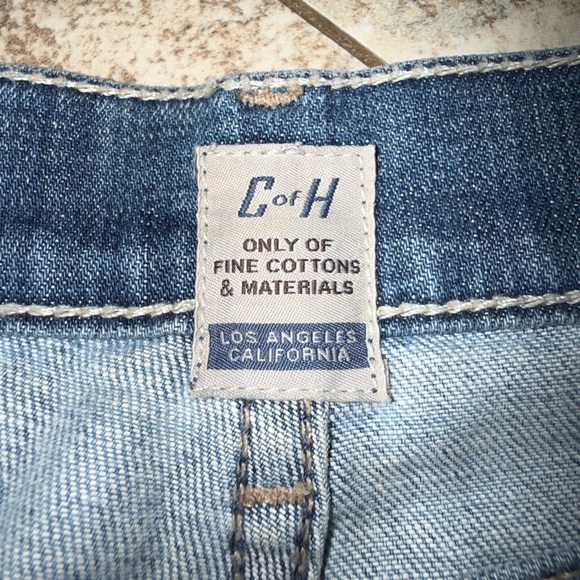 C of H
ONLY OF
FINE COTTONS
& MATERIALS
LOS ANGELES
CALIFORNIA